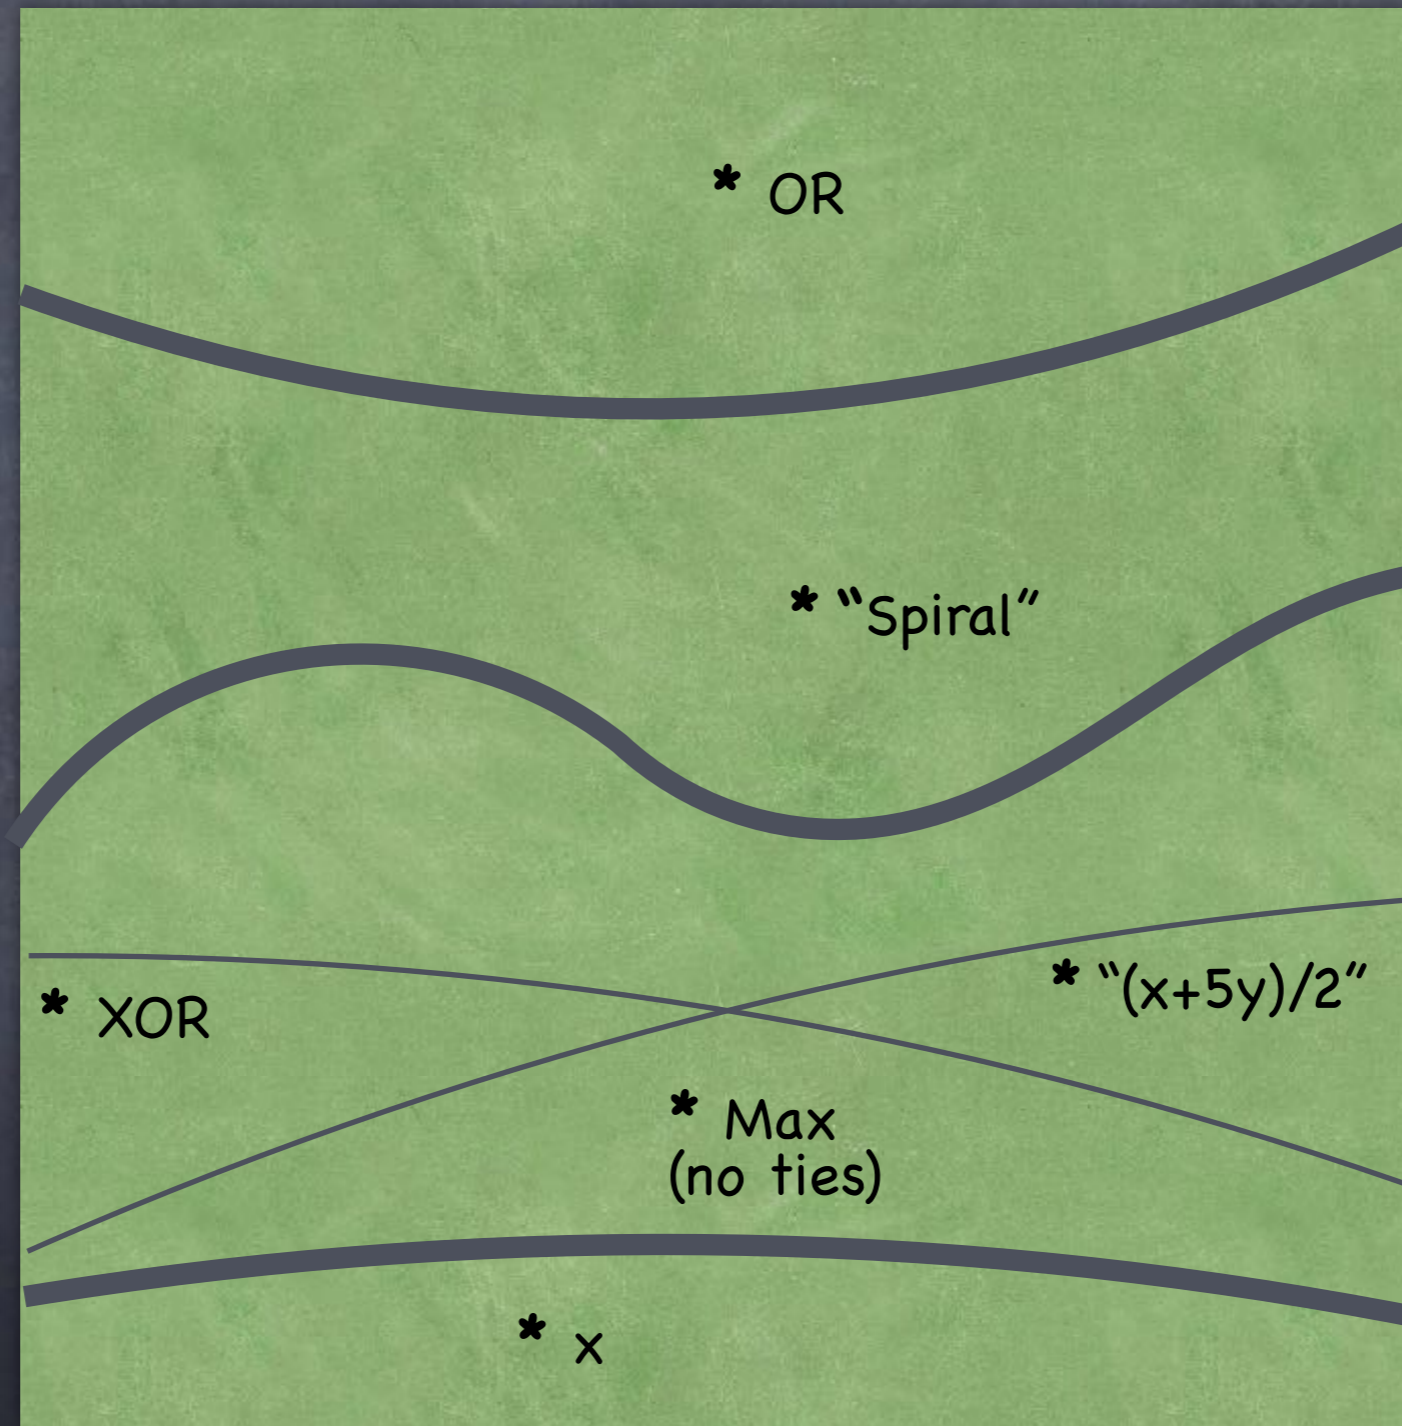 * OR
* “Spiral”
* “(x+5y)/2”
* XOR
* Max
(no ties)
* x